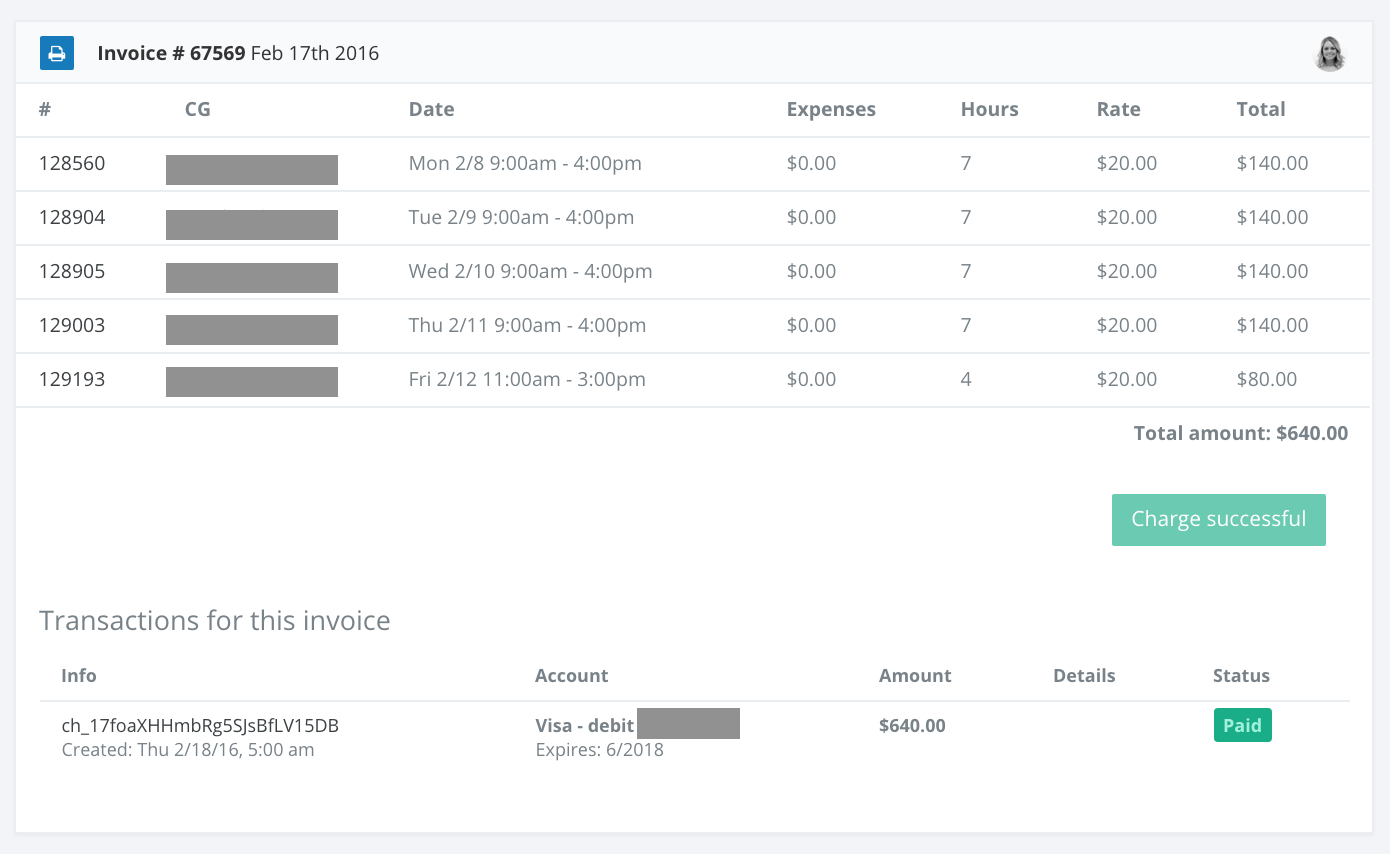 Invoice # 67569 Feb 17th 2016
# CG Date Expenses Hours Rate Total
128560 Mon 2/8 9:00am - 4:00pm $0.00 7 $20.00 $140.00
128904 Tue 2/9 9:00am - 4:00pm $0.00 7 $20.00 $140.00
128905 Wed 2/10 9:00am - 4:00pm $0.00 7 $20.00 $140.00
129003 Thu 2/11 9:00am - 4:00pm $0.00 7 $20.00 $140.00
129193 Fri 2/12 11:00am - 3:00pm $0.00 4 $20.00 $80.00
Total amount: $640.00
Charge successful
Transactions for this invoice
Info Account Amount Details Status
ch_17foaXHHmbRg5SJsBfLV15DB Visa - debit $640.00 Paid
Created: Thu 2/18/16, 5:00 am Expires: 6/2018